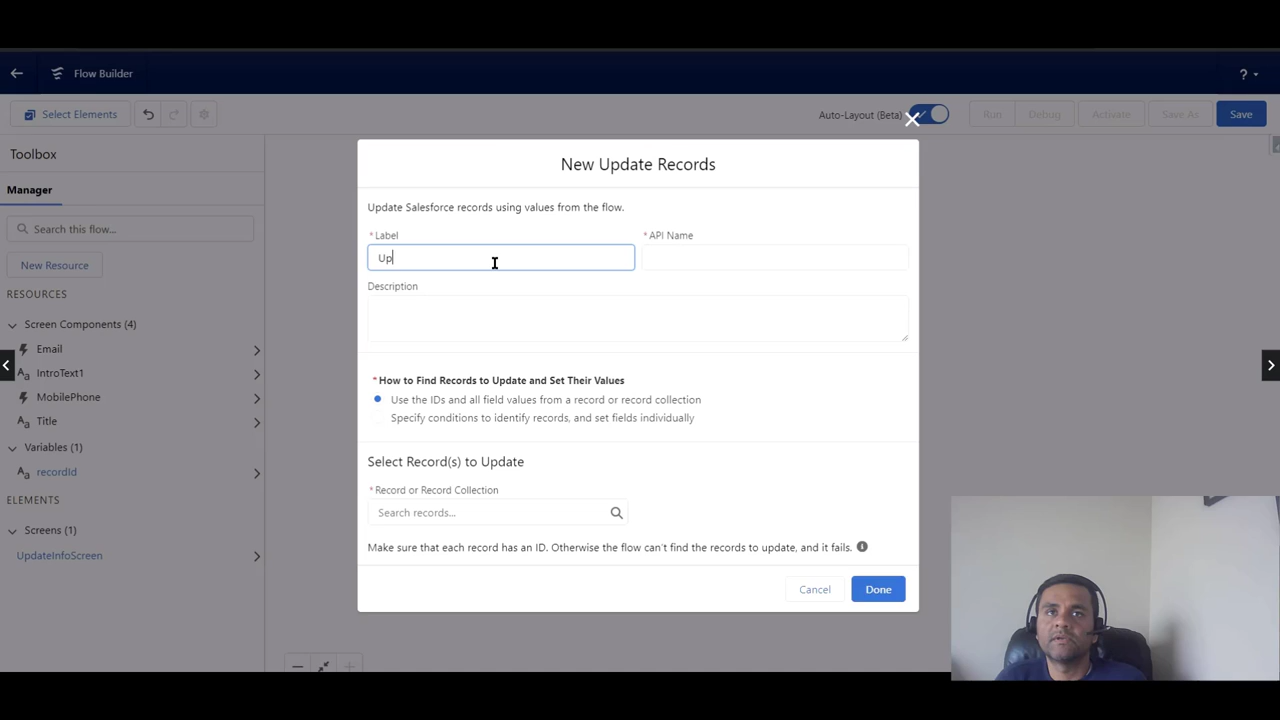 Flow Builder
?
Select Elements
Auto-Layout (Beta)
Run
Debug
Activate
Save As
Save
Toolbox
Manager
Search this flow...
New Resource
RESOURCES
Screen Components (4)
Email
IntroText1
MobilePhone
Title
Variables (1)
recordId
ELEMENTS
Screens (1)
UpdateInfoScreen
New Update Records
Update Salesforce records using values from the flow.
* Label
* API Name
Up
Description
* How to Find Records to Update and Set Their Values
Use the IDs and all field values from a record or record collection
Specify conditions to identify records, and set fields individually
Select Record(s) to Update
* Record or Record Collection
Search records...
Make sure that each record has an ID. Otherwise the flow can't find the records to update, and it fails.
Cancel
Done